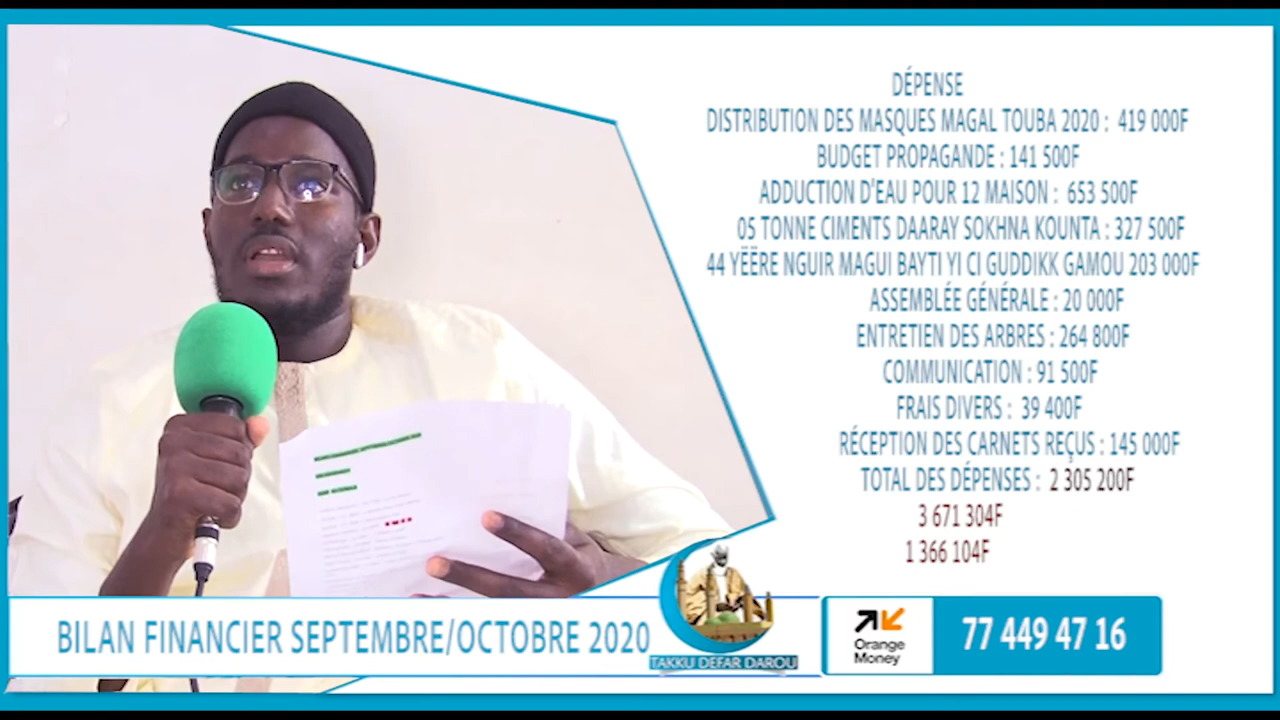 DÉPENSE
DISTRIBUTION DES MASQUES MAGAL TOUBA 2020 : 419 000F
BUDGET PROPAGANDE : 141 500F
ADDUCTION D'EAU POUR 12 MAISON : 653 500F
05 TONNE CIMENTS DAARAY SOKHNA KOUNTA : 327 500F
44 YËËRE NGUIR MAGUI BAYTI YI CI GUDDIKK GAMOU 203 000F
ASSEMBLÉE GÉNÉRALE : 20 000F
ENTRETIEN DES ARBRES : 264 800F
COMMUNICATION : 91 500F
FRAIS DIVERS : 39 400F
RÉCEPTION DES CARNETS REÇUS : 145 000F
TOTAL DES DÉPENSES : 2 305 200F
3 671 304F
1 366 104F
BILAN FINANCIER SEPTEMBRE/OCTOBRE 2020
TAKKU DEFAR DAROU
Orange
Money
77 449 47 16